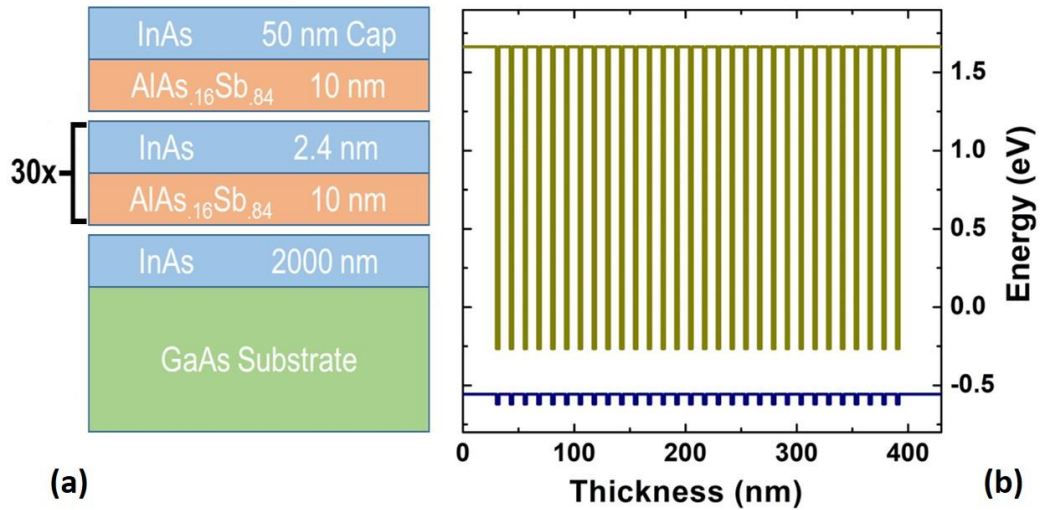 InAs 50 nm Cap
AlAs.16Sb.84 10 nm
30x
InAs 2.4 nm
AlAs.16Sb.84 10 nm
InAs 2000 nm
GaAs Substrate
(a)
1.5
1.0
0.5
0.0
-0.5
Energy (eV)
0 100 200 300 400
Thickness (nm)
(b)